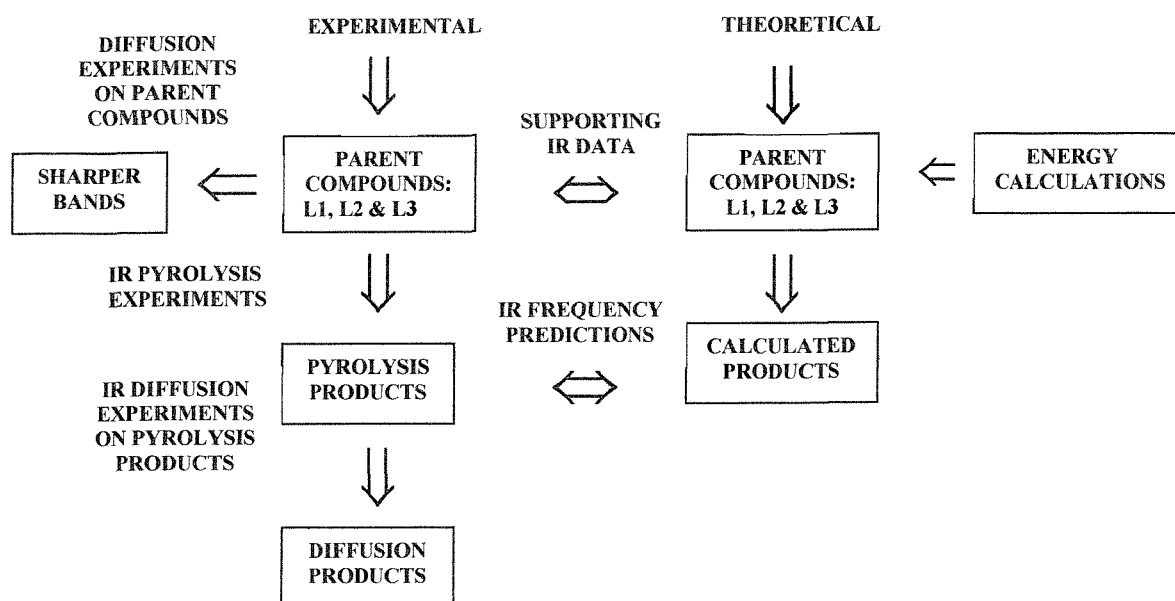 EXPERIMENTAL
THEORETICAL
DIFFUSION
EXPERIMENTS
ON PARENT
COMPOUNDS
SHARPER
BANDS
PARENT
COMPOUNDS:
L1, L2 & L3
SUPPORTING
IR DATA
PARENT
COMPOUNDS:
L1, L2 & L3
ENERGY
CALCULATIONS
IR PYROLYSIS
EXPERIMENTS
IR FREQUENCY
PREDICTIONS
PYROLYSIS
PRODUCTS
CALCULATED
PRODUCTS
IR DIFFUSION
EXPERIMENTS
ON PYROLYSIS
PRODUCTS
DIFFUSION
PRODUCTS